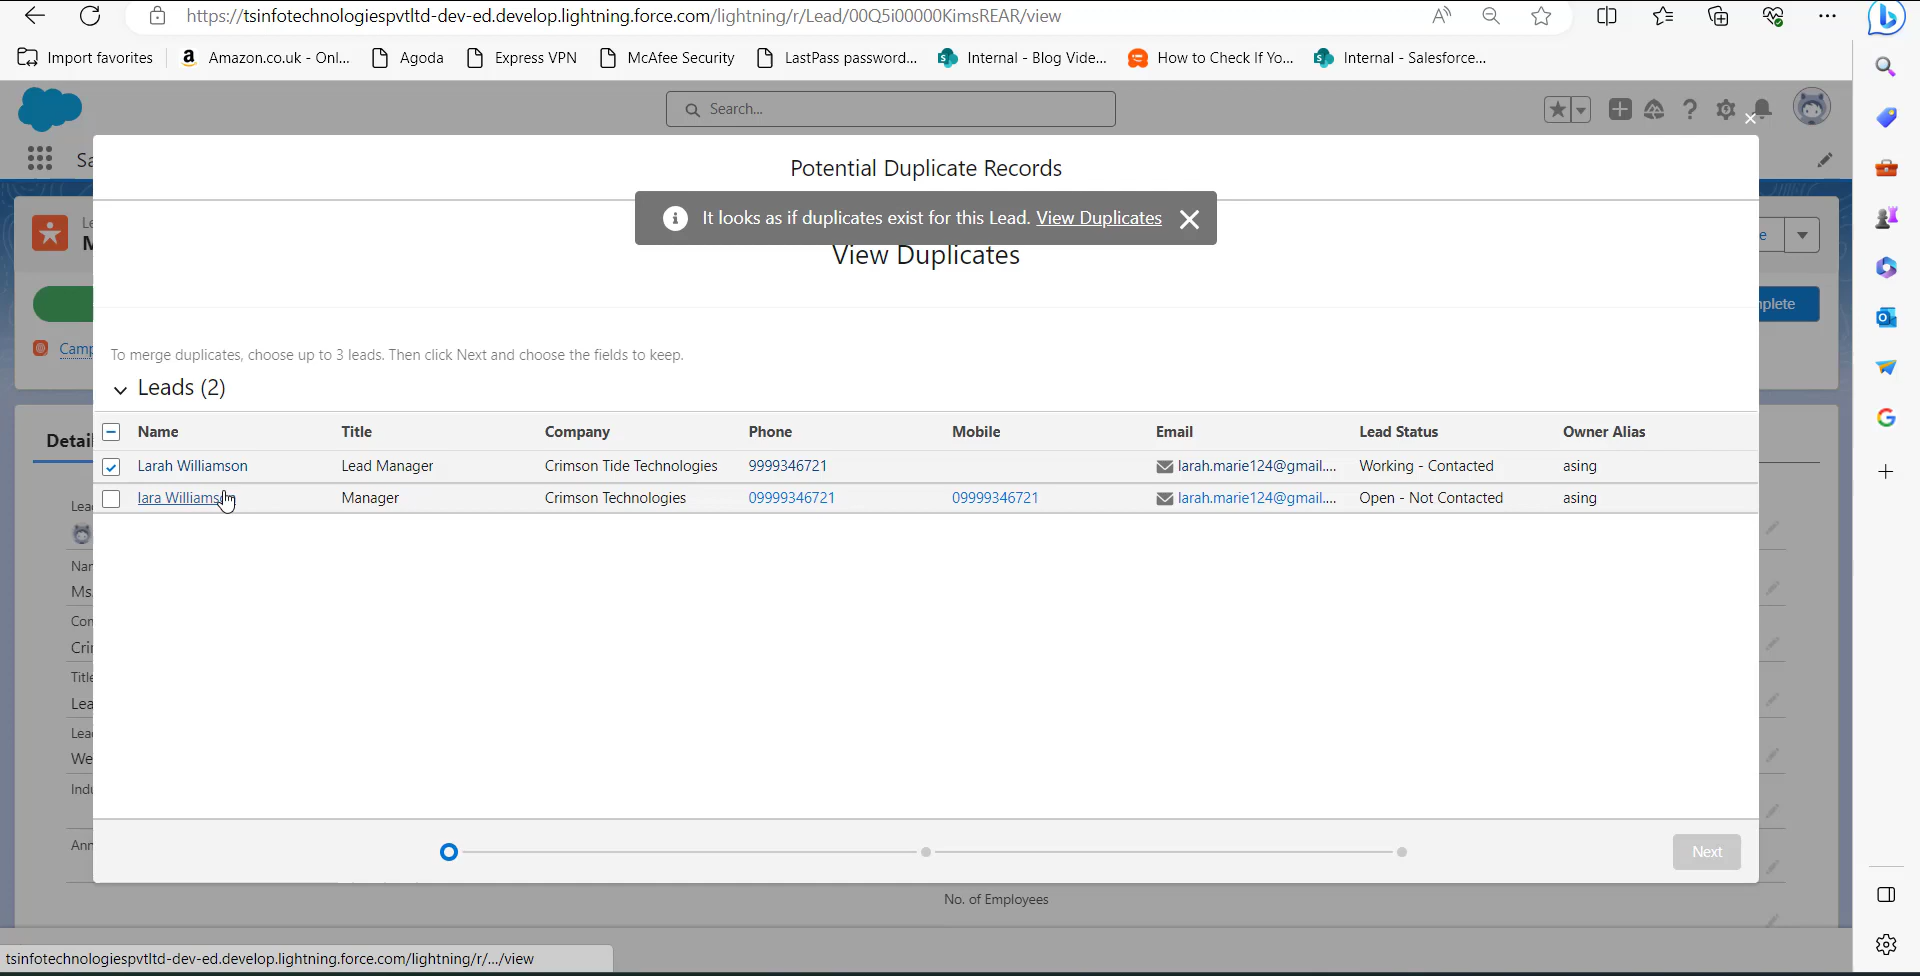 https://tsinfotechnologiespvtltd-dev-ed.develop.lightning.force.com/lightning/r/Lead/00Q5i00000KimsREAR/view
Import favorites
Amazon.co.uk - Onl...
Agoda
Express VPN
McAfee Security
LastPass password...
Internal - Blog Vide...
How to Check If Yo...
Internal - Salesforce...
Search...
Sa
Potential Duplicate Records
It looks as if duplicates exist for this Lead. View Duplicates
View Duplicates
Le
M
e
plete
Camp
To merge duplicates, choose up to 3 leads. Then click Next and choose the fields to keep.
Leads (2)
Name Title Company Phone Mobile Email Lead Status Owner Alias
Larah Williamson Lead Manager Crimson Tide Technologies 9999346721 larah.marie124@gmail.... Working - Contacted asing
lara Williams Manager Crimson Technologies 09999346721 09999346721 larah.marie124@gmail.... Open - Not Contacted asing
Detai
Lea
Nar
Ms.
Con
Crir
Title
Lea
Lea
We
Indu
Ann
Next
No. of Employees
tsinfotechnologiespvtltd-dev-ed.develop.lightning.force.com/lightning/r/.../view